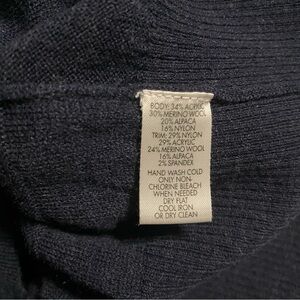 BODY: 34% ACRYLIC
30% MERINO WOOL
20% ALPACA
16% NYLON
TRIM: 29% NYLON
29% ACRYLIC
24% MERINO WOOL
16% ALPACA
2% SPANDEX
HAND WASH COLD
ONLY NON-
CHLORINE BLEACH
WHEN NEEDED
DRY FLAT
COOL IRON
OR DRY CLEAN